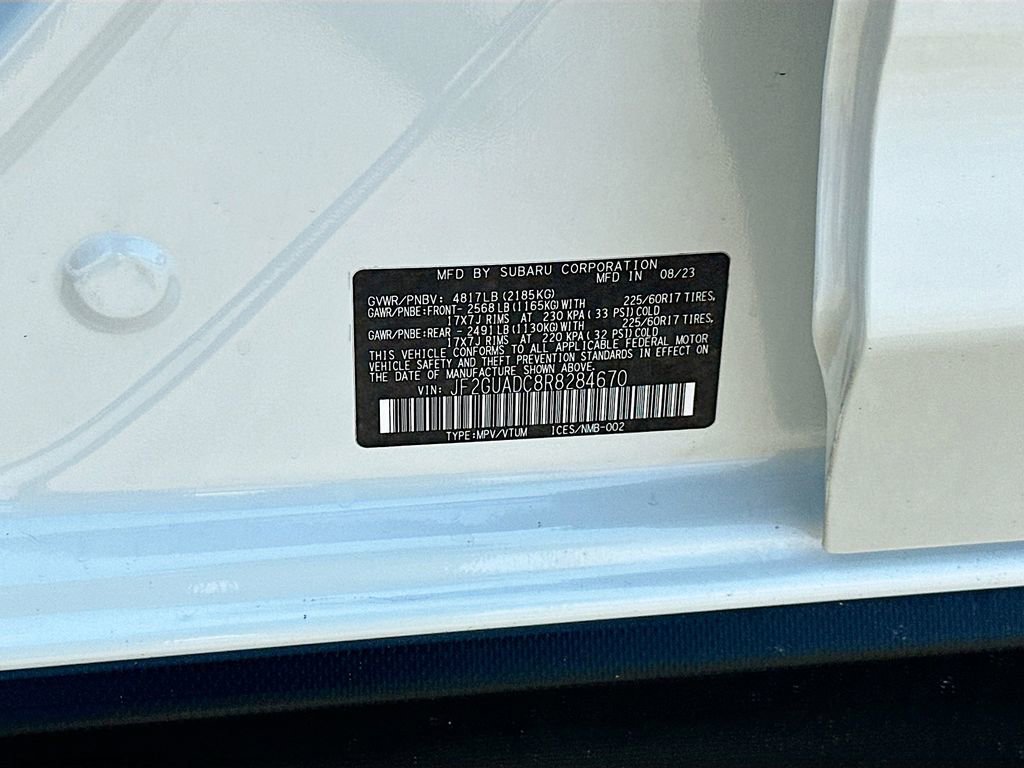 MFD BY SUBARU CORPORATION
MFD IN 08/23
GVWR/PNBV: 4817LB (2185KG)
GAWR/PNBE:FRONT- 2568LB (1165KG)WITH 225/60R17 TIRES,
17X7J RIMS AT 230 KPA ( 33 PSI) COLD
GAWR/PNBE:REAR - 2491LB (1130KG)WITH 225/60R17 TIRES,
17X7J RIMS AT 220 KPA ( 32 PSI) COLD
THIS VEHICLE CONFORMS TO ALL APPLICABLE FEDERAL MOTOR
VEHICLE SAFETY AND THEFT PREVENTION STANDARDS IN EFFECT ON
THE DATE OF MANUFACTURE SHOWN ABOVE.
VIN: JF2GUADC8R8284670
TYPE:MPV/VTUM ICES/NMB-002